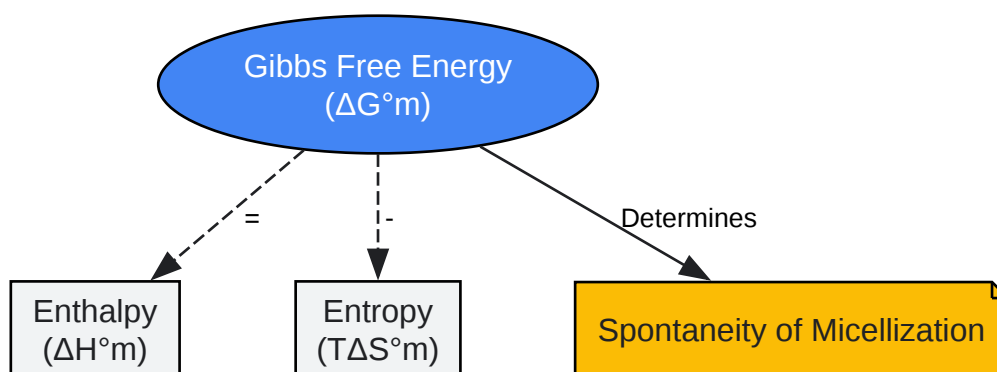 Gibbs Free Energy
(ΔG°m)
=
-
Determines
Enthalpy
(ΔH°m)
Entropy
(TΔS°m)
Spontaneity of Micellization